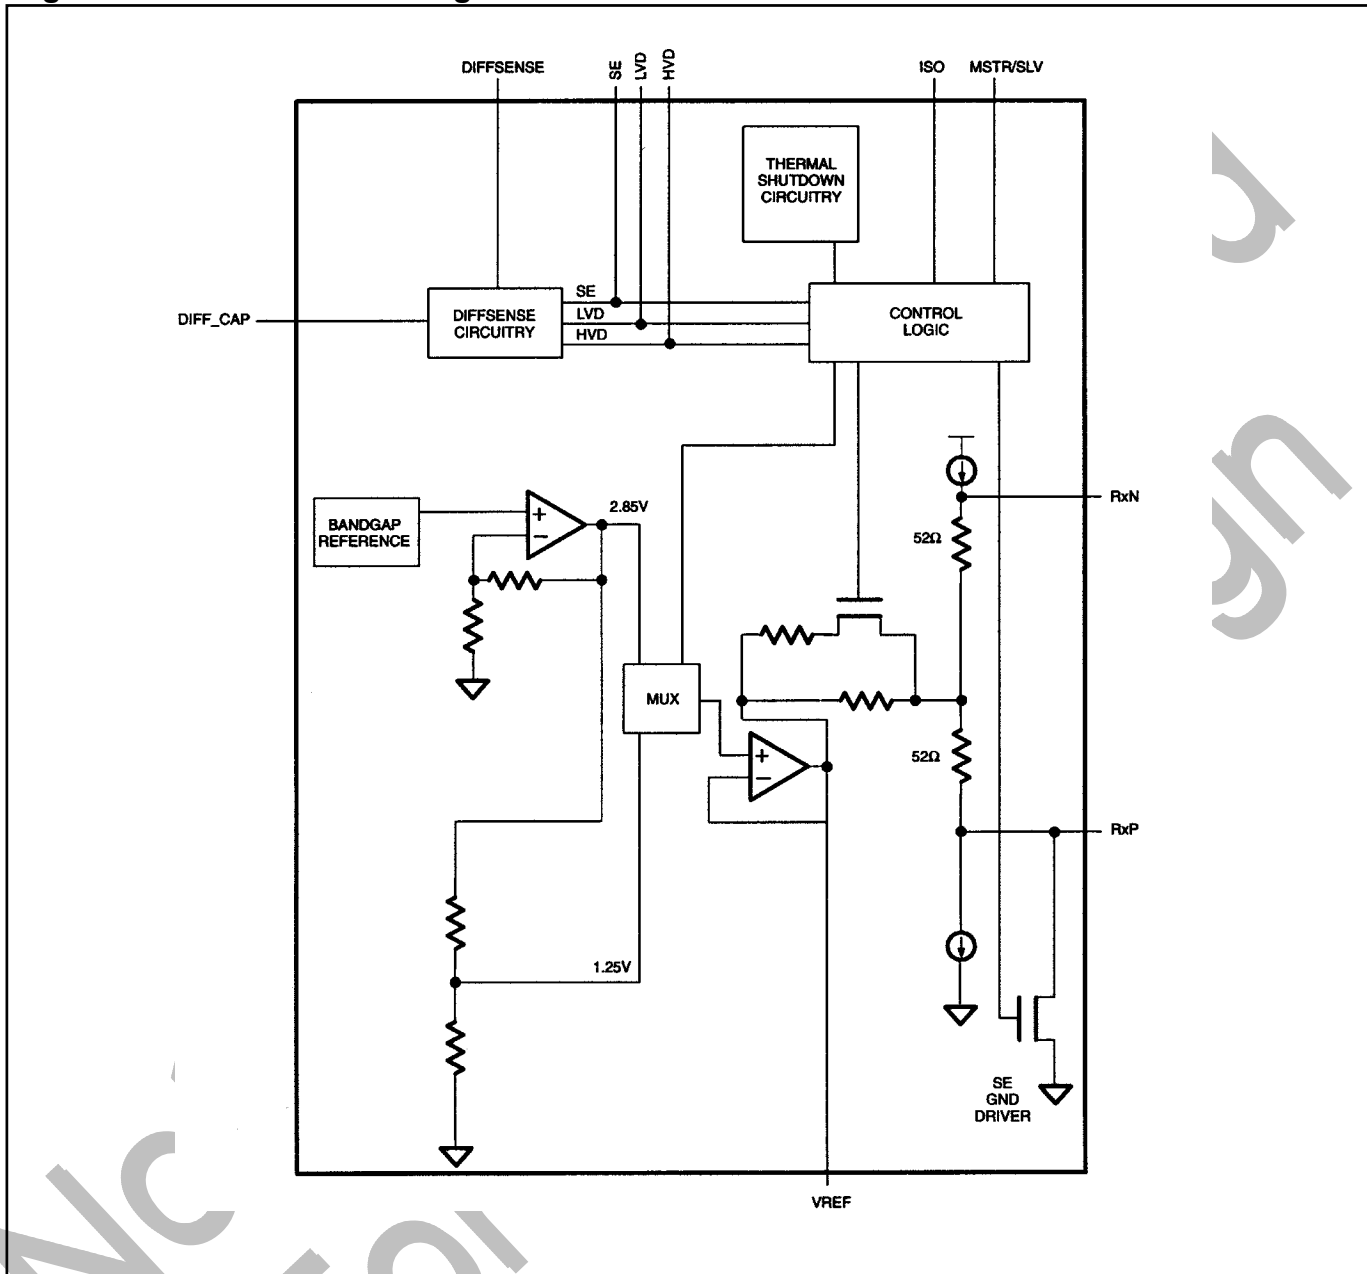 DIFFSENSE
SE
LVD
HVD
ISO
MSTR/SLV
THERMAL
SHUTDOWN
CIRCUITRY
DIFF_CAP
DIFFSENSE
CIRCUITRY
SE
LVD
HVD
CONTROL
LOGIC
RxN
BANDGAP
REFERENCE
+
−
2.85V
52Ω
MUX
+
−
52Ω
RxP
1.25V
SE
GND
DRIVER
VREF